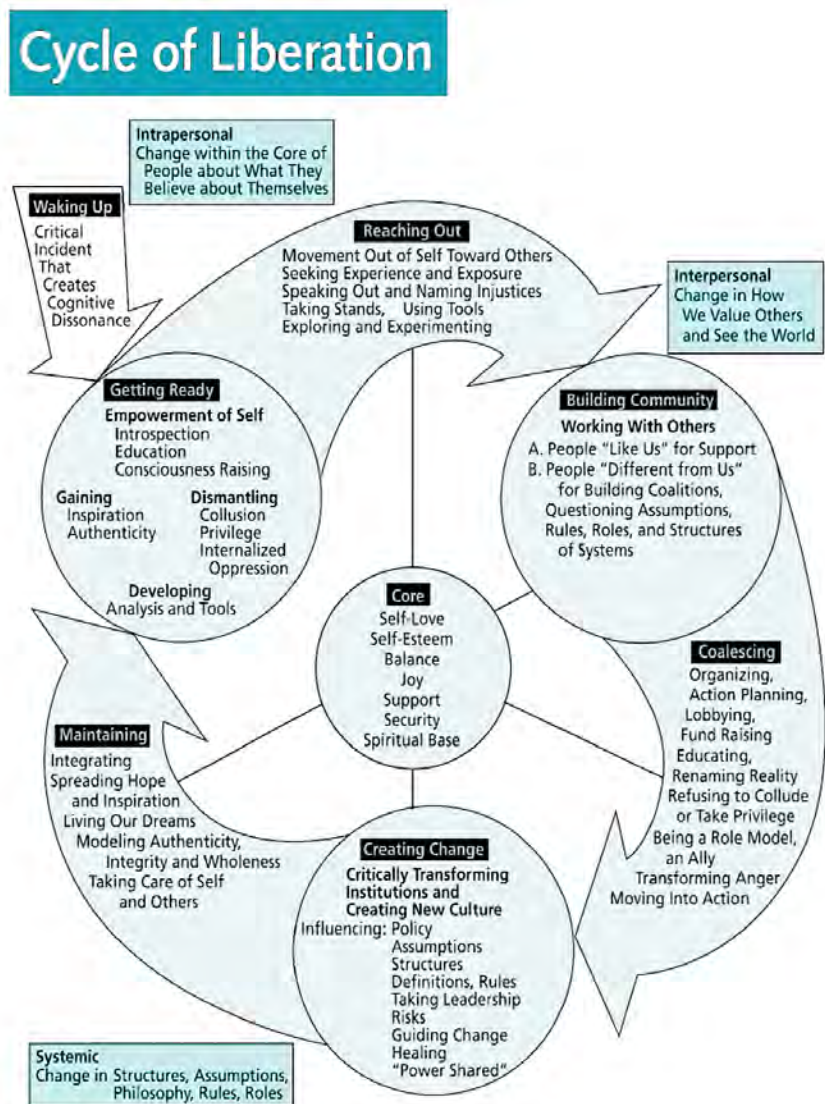 Cycle of Liberation
Intrapersonal
Change within the Core of
People about What They
Believe about Themselves
Waking Up
Critical
Incident
That
Creates
Cognitive
Dissonance
Reaching Out
Movement Out of Self Toward Others
Seeking Experience and Exposure
Speaking Out and Naming Injustices
Taking Stands, Using Tools
Exploring and Experimenting
Interpersonal
Change in How
We Value Others
and See the World
Getting Ready
Empowerment of Self
Introspection
Education
Consciousness Raising
Gaining
Inspiration
Authenticity
Dismantling
Collusion
Privilege
Internalized
Oppression
Developing
Analysis and Tools
Building Community
Working With Others
A. People “Like Us” for Support
B. People “Different from Us”
for Building Coalitions,
Questioning Assumptions,
Rules, Roles, and Structures
of Systems
Core
Self-Love
Self-Esteem
Balance
Joy
Support
Security
Spiritual Base
Coalescing
Organizing,
Action Planning,
Lobbying,
Fund Raising
Educating,
Renaming Reality
Refusing to Collude
or Take Privilege
Being a Role Model,
an Ally
Transforming Anger
Moving Into Action
Maintaining
Integrating
Spreading Hope
and Inspiration
Living Our Dreams
Modeling Authenticity,
Integrity and Wholeness
Taking Care of Self
and Others
Creating Change
Critically Transforming
Institutions and
Creating New Culture
Influencing: Policy
Assumptions
Structures
Definitions, Rules
Taking Leadership
Risks
Guiding Change
Healing
“Power Shared”
Systemic
Change in Structures, Assumptions,
Philosophy, Rules, Roles